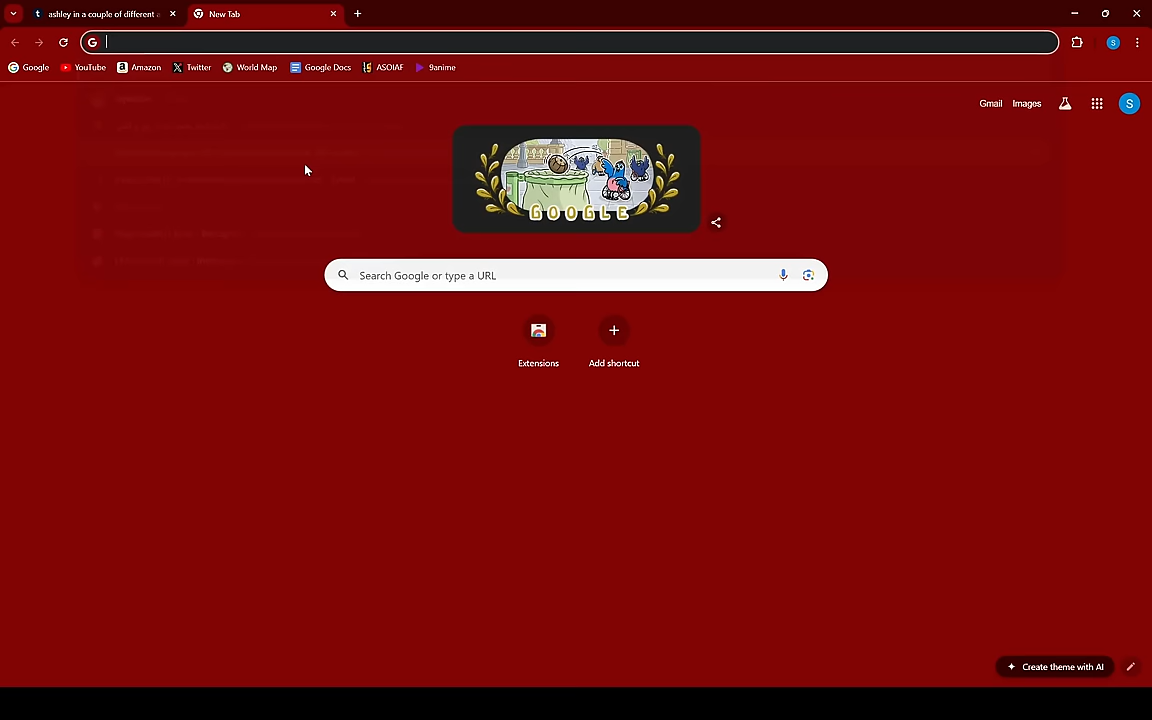 ashley in a couple of different a
New Tab
Google YouTube Amazon Twitter World Map Google Docs ASOIAF 9anime
Gmail Images S
GOOGLE
Search Google or type a URL
Extensions Add shortcut
Create theme with AI